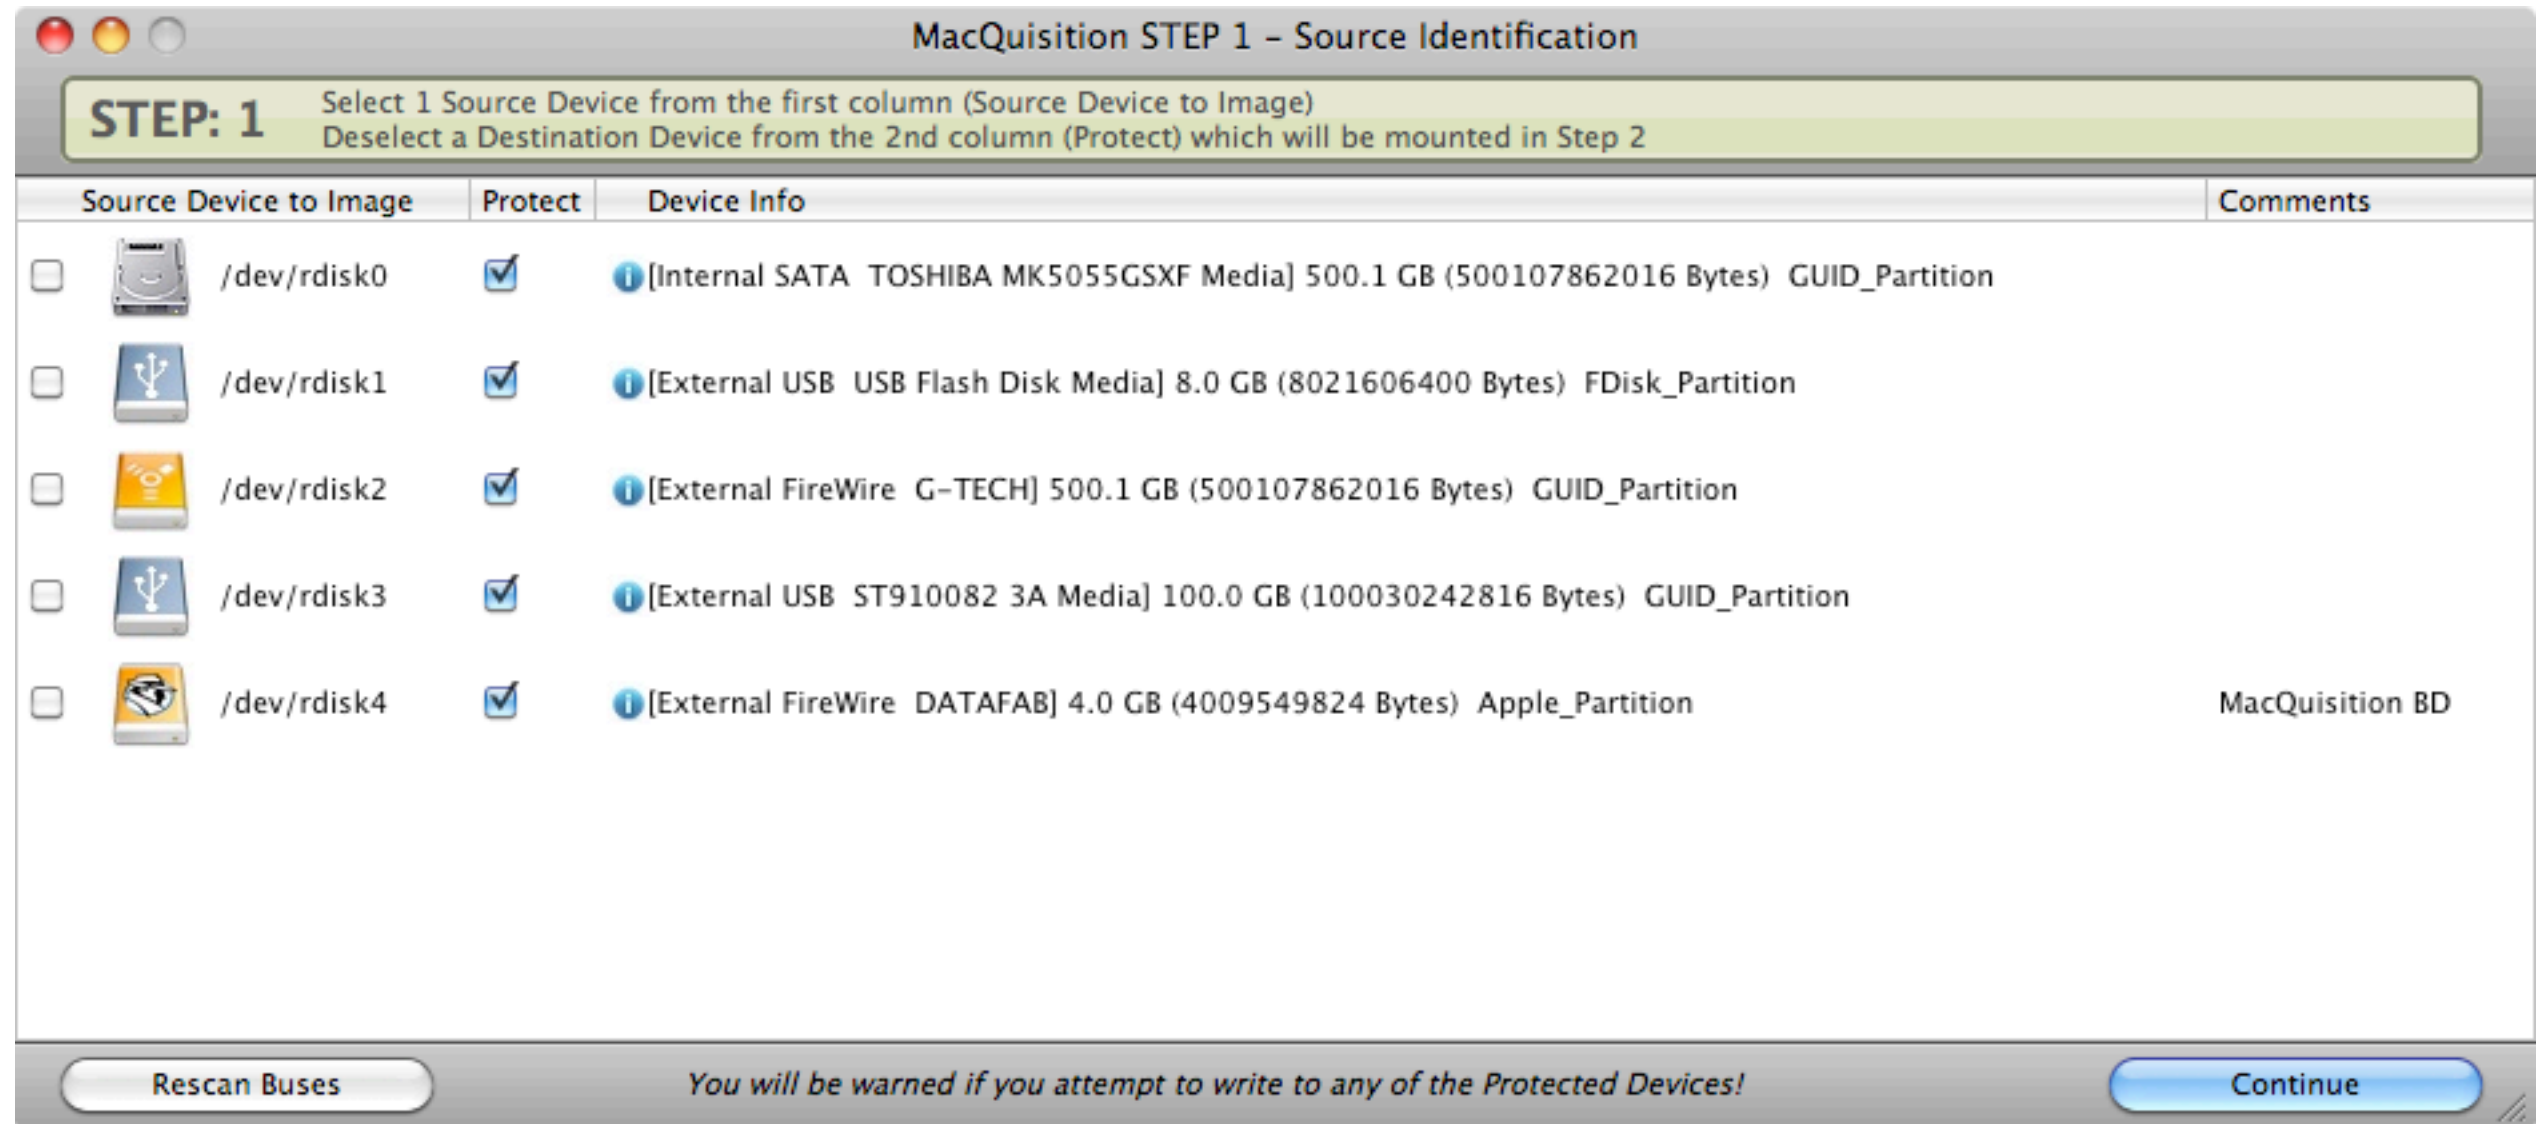 MacQuisition STEP 1 – Source Identification
STEP: 1
Select 1 Source Device from the first column (Source Device to Image)
Deselect a Destination Device from the 2nd column (Protect) which will be mounted in Step 2
Source Device to Image Protect Device Info Comments
/dev/rdisk0 [Internal SATA  TOSHIBA MK5055GSXF Media] 500.1 GB (500107862016 Bytes)  GUID_Partition
/dev/rdisk1 [External USB  USB Flash Disk Media] 8.0 GB (8021606400 Bytes)  FDisk_Partition
/dev/rdisk2 [External FireWire  G-TECH] 500.1 GB (500107862016 Bytes)  GUID_Partition
/dev/rdisk3 [External USB  ST910082 3A Media] 100.0 GB (100030242816 Bytes)  GUID_Partition
/dev/rdisk4 [External FireWire  DATAFAB] 4.0 GB (4009549824 Bytes)  Apple_Partition MacQuisition BD
Rescan Buses You will be warned if you attempt to write to any of the Protected Devices! Continue